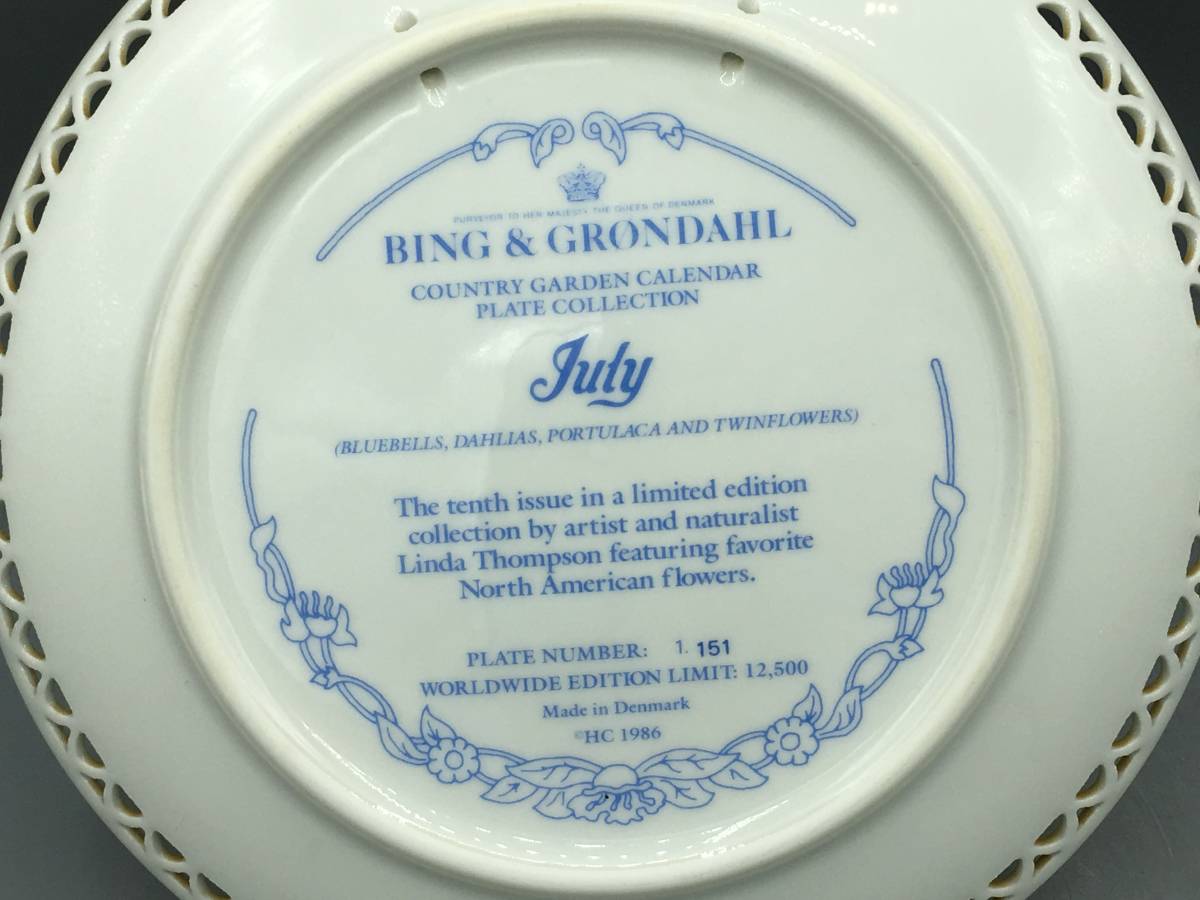 PURVEYOR TO HER MAJESTY THE QUEEN OF DENMARK
BING & GRØNDAHL
COUNTRY GARDEN CALENDAR
PLATE COLLECTION
July
(BLUEBELLS, DAHLIAS, PORTULACA AND TWINFLOWERS)
The tenth issue in a limited edition
collection by artist and naturalist
Linda Thompson featuring favorite
North American flowers.
PLATE NUMBER: 1. 151
WORLDWIDE EDITION LIMIT: 12,500
Made in Denmark
©HC 1986